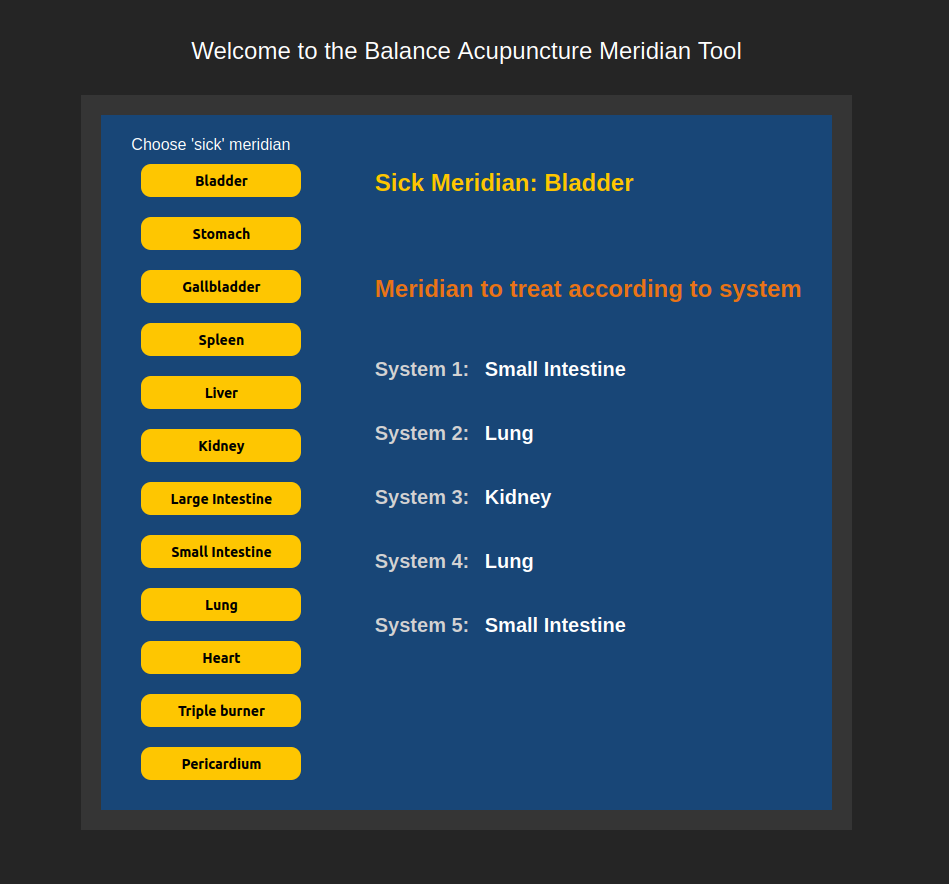 Welcome to the Balance Acupuncture Meridian Tool
Choose 'sick' meridian
Bladder
Stomach
Gallbladder
Spleen
Liver
Kidney
Large Intestine
Small Intestine
Lung
Heart
Triple burner
Pericardium
Sick Meridian: Bladder
Meridian to treat according to system
System 1: Small Intestine
System 2: Lung
System 3: Kidney
System 4: Lung
System 5: Small Intestine